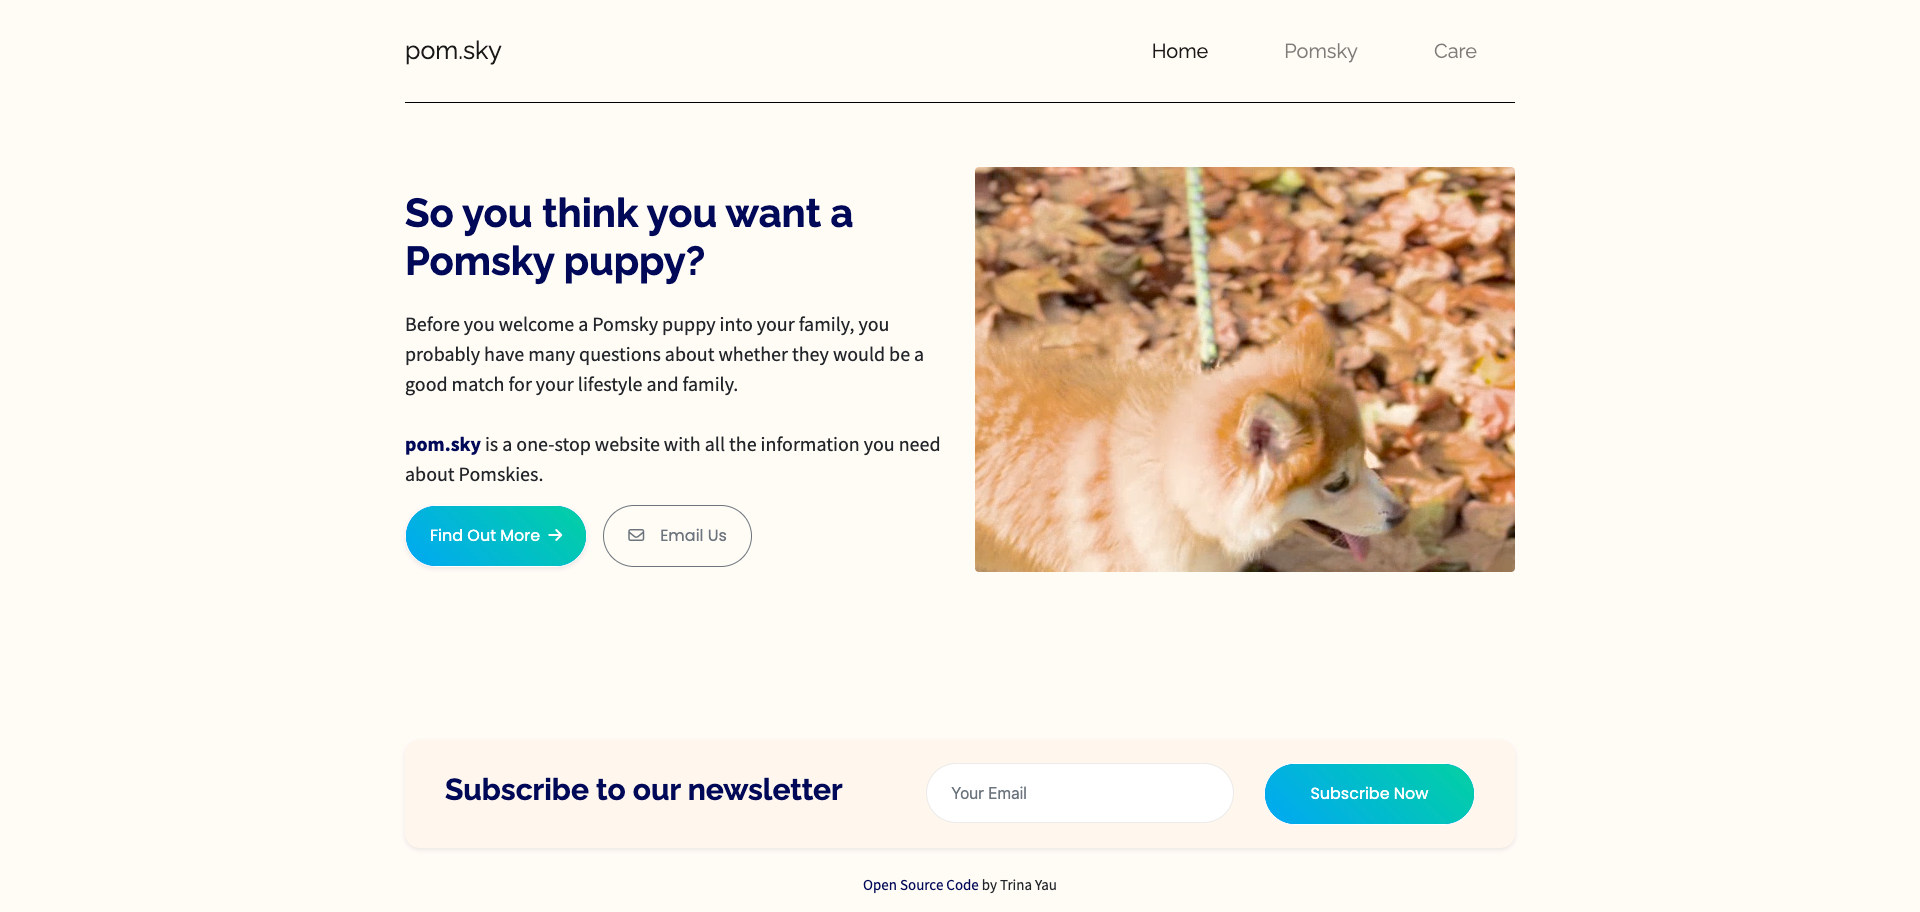 pom.sky
Home
Pomsky
Care
So you think you want a
Pomsky puppy?
Before you welcome a Pomsky puppy into your family, you
probably have many questions about whether they would be a
good match for your lifestyle and family.
pom.sky is a one-stop website with all the information you need
about Pomskies.
Find Out More →
Email Us
Subscribe to our newsletter
Your Email
Subscribe Now
Open Source Code by Trina Yau